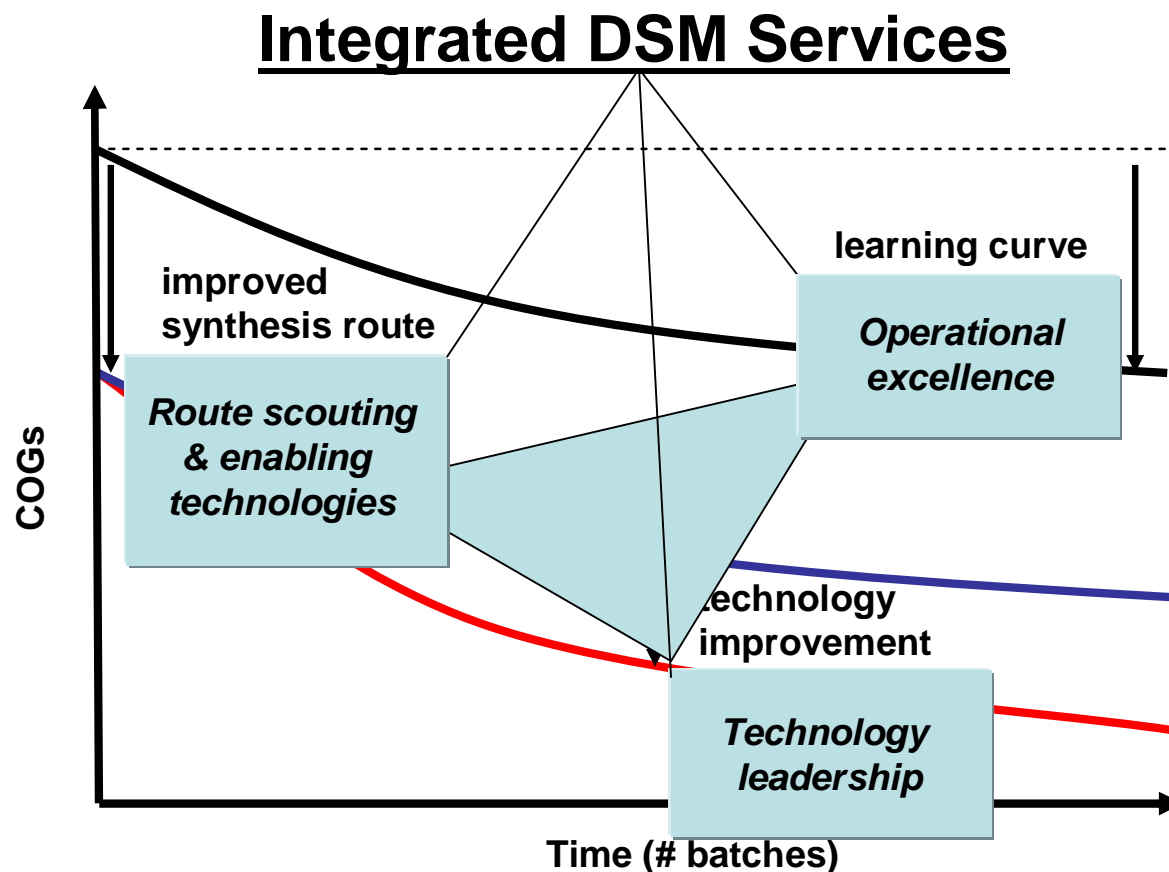 Integrated DSM Services
learning curve
improved
synthesis route
Operational
excellence
Route scouting
& enabling
technologies
COGs
technology
improvement
Technology
leadership
Time (# batches)